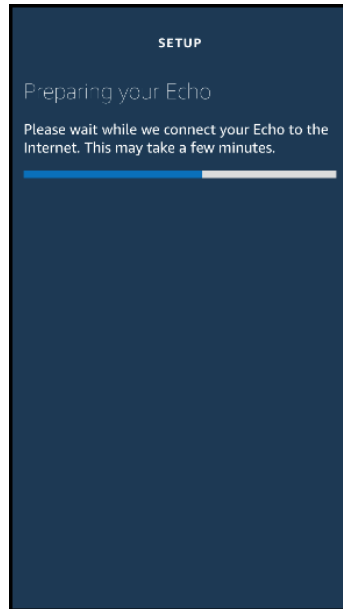 SETUP
Preparing your Echo
Please wait while we connect your Echo to the
Internet. This may take a few minutes.